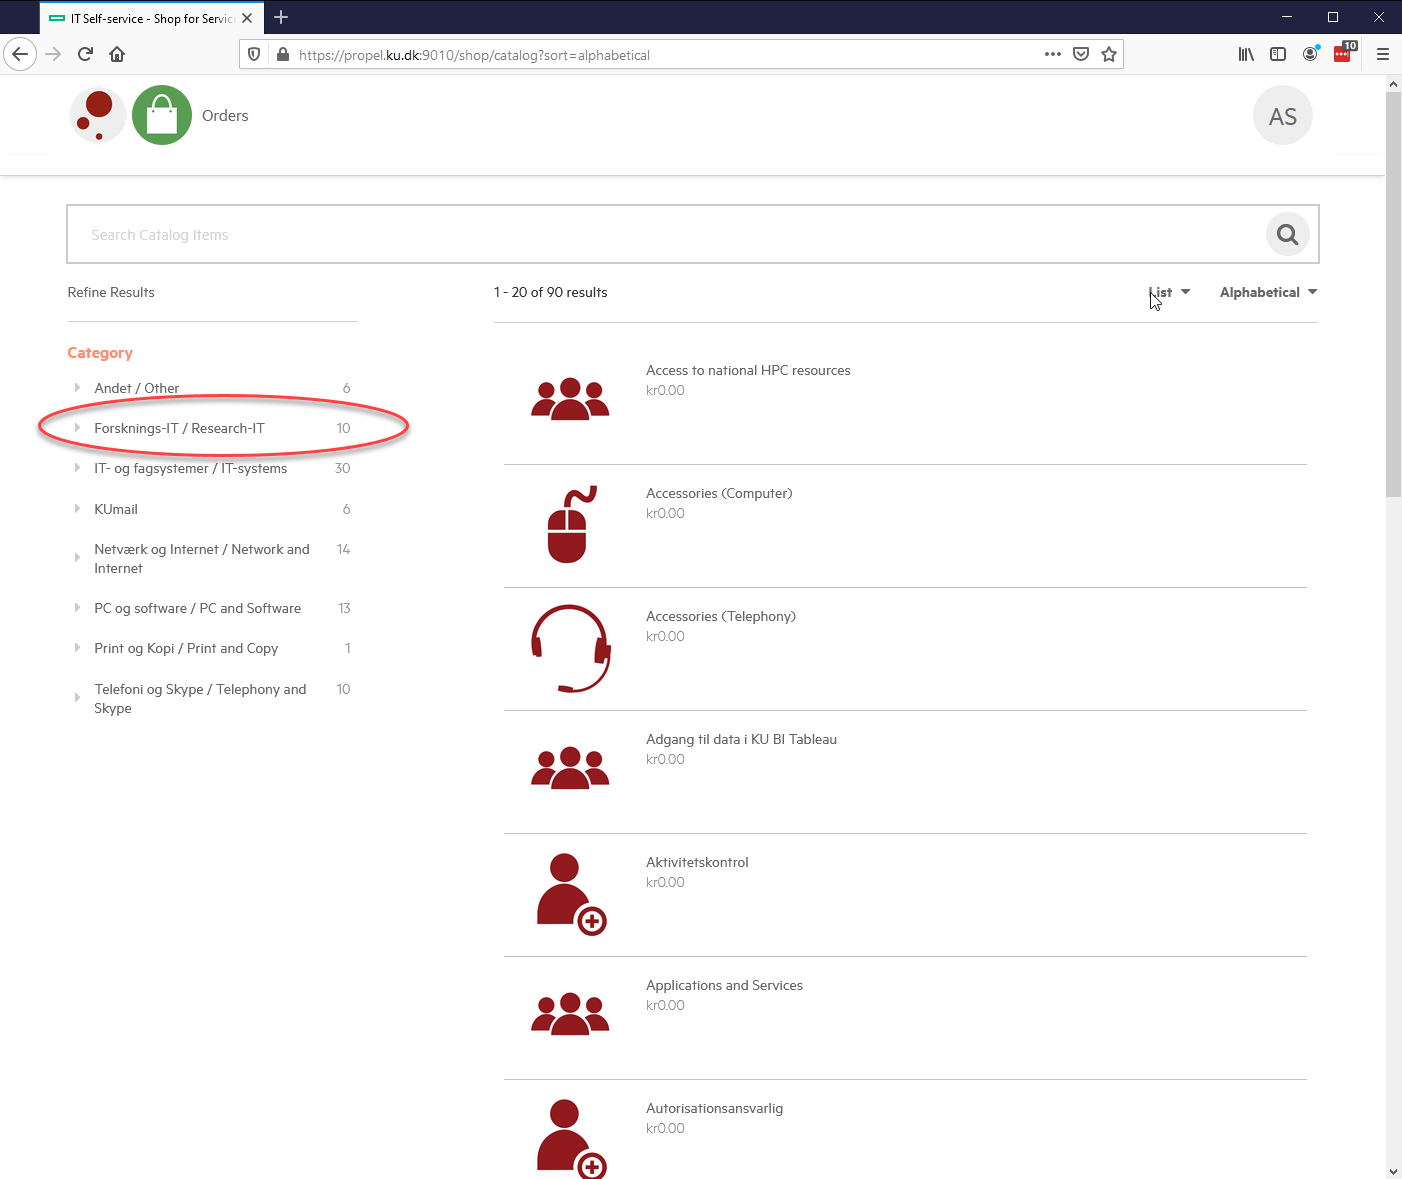 IT Self-service - Shop for Servic
https://propel.ku.dk:9010/shop/catalog?sort=alphabetical
10
Orders
AS
Search Catalog Items
Refine Results
1 - 20 of 90 results
List
Alphabetical
Category
Andet / Other 6
Forsknings-IT / Research-IT 10
IT- og fagsystemer / IT-systems 30
KUmail 6
Netværk og Internet / Network and 14
Internet
PC og software / PC and Software 13
Print og Kopi / Print and Copy 1
Telefoni og Skype / Telephony and 10
Skype
Access to national HPC resources
kr0.00
Accessories (Computer)
kr0.00
Accessories (Telephony)
kr0.00
Adgang til data i KU BI Tableau
kr0.00
Aktivitetskontrol
kr0.00
Applications and Services
kr0.00
Autorisationsansvarlig
kr0.00